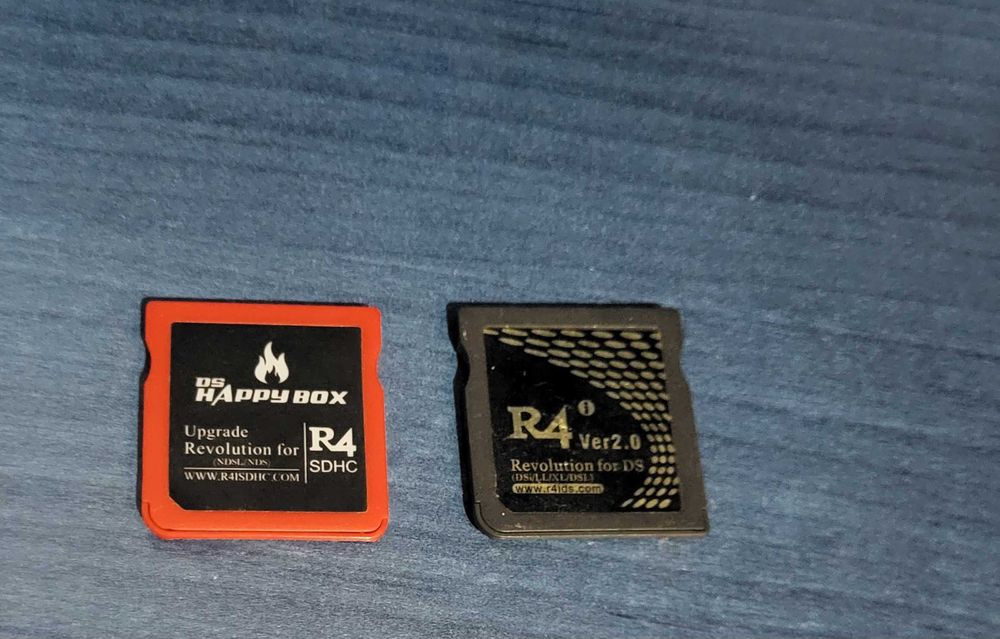 DS
HAPPY BOX
Upgrade
Revolution for
(NDSL/NDS)
WWW.R4ISDHC.COM
R4
SDHC
R4 i
Ver2.0
Revolution for DS
(DSi/LL/XL/DSL)
www.r4ids.com